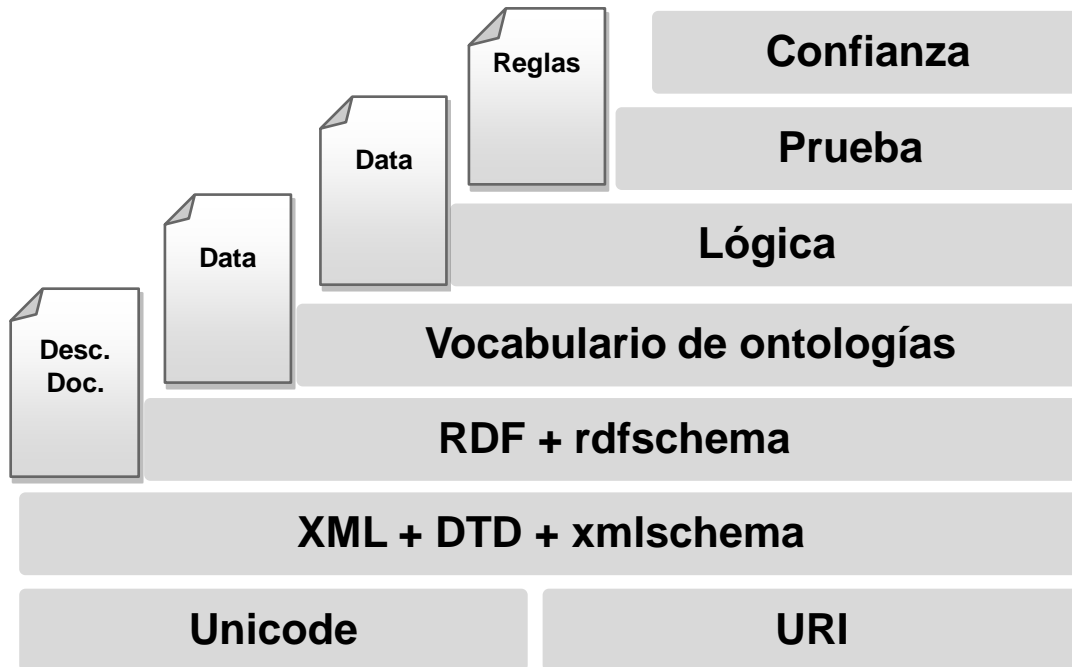 Reglas
Confianza
Data
Prueba
Data
Lógica
Desc.
Doc.
Vocabulario de ontologías
RDF + rdfschema
XML + DTD + xmlschema
Unicode
URI